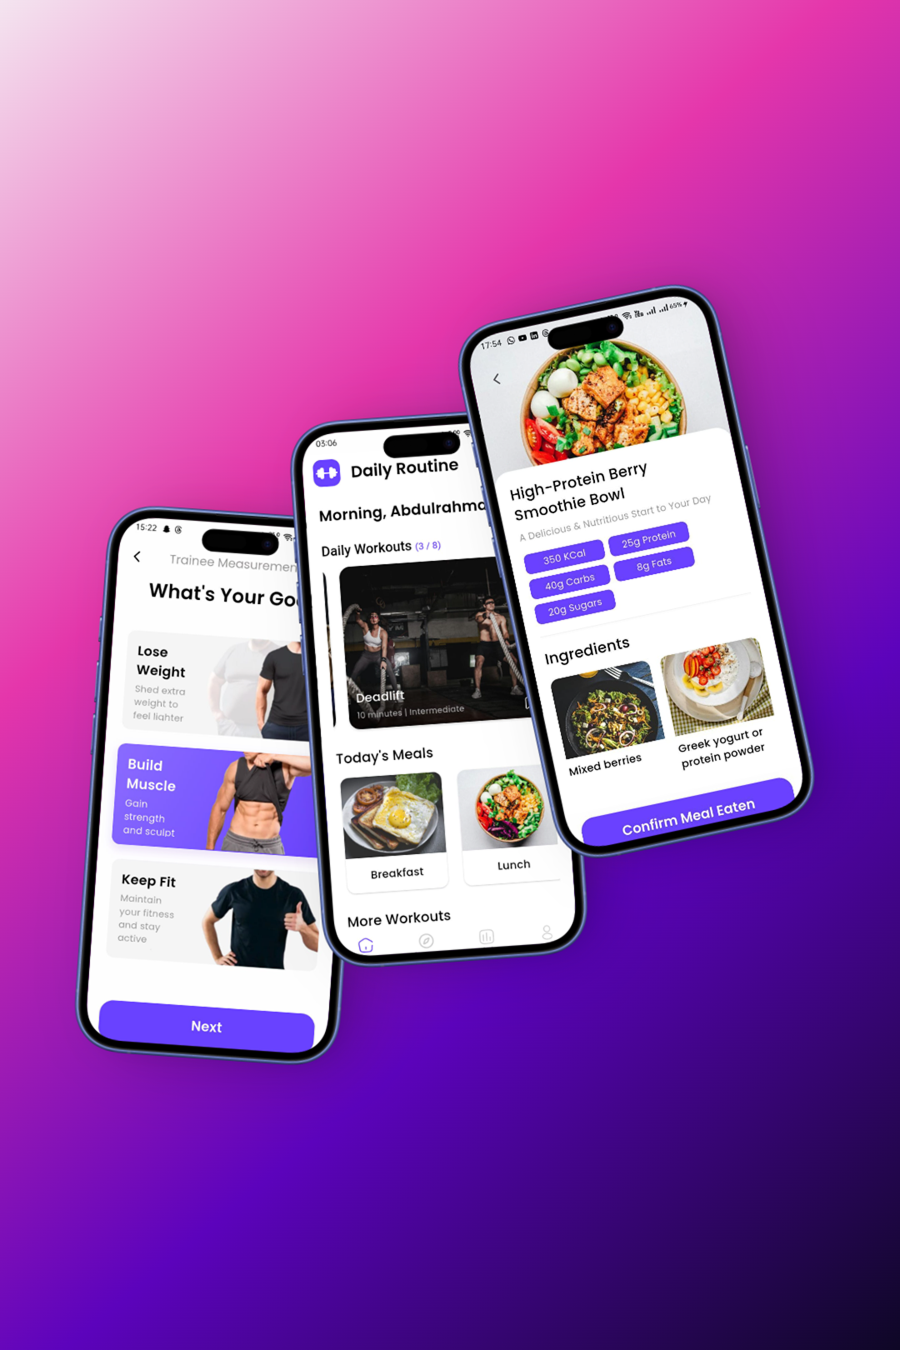 15:22
Trainee Measuremen
What's Your Go
Lose
Weight
Shed extra
weight to
feel lighter
Build
Muscle
Gain
strength
and sculpt
Keep Fit
Maintain
your fitness
and stay
active
Next
03:06
Daily Routine
Morning, Abdulrahma
Daily Workouts (3 / 8)
Deadlift
10 minutes | Intermediate
Today's Meals
Breakfast
Lunch
More Workouts
17:54
65%
High-Protein Berry
Smoothie Bowl
A Delicious & Nutritious Start to Your Day
350 KCal
25g Protein
40g Carbs
8g Fats
20g Sugars
Ingredients
Mixed berries
Greek yogurt or
protein powder
Confirm Meal Eaten